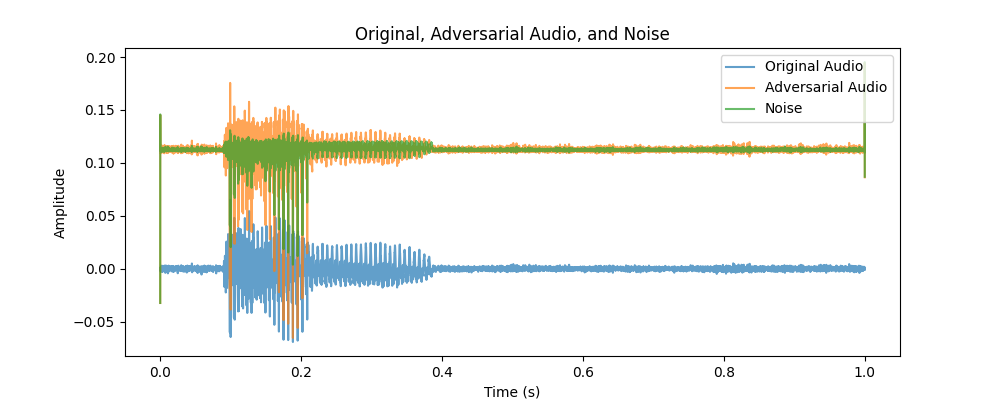 Original, Adversarial Audio, and Noise
Original Audio
Adversarial Audio
Noise
0.20
0.15
0.10
0.05
0.00
−0.05
Amplitude
0.0
0.2
0.4
0.6
0.8
1.0
Time (s)